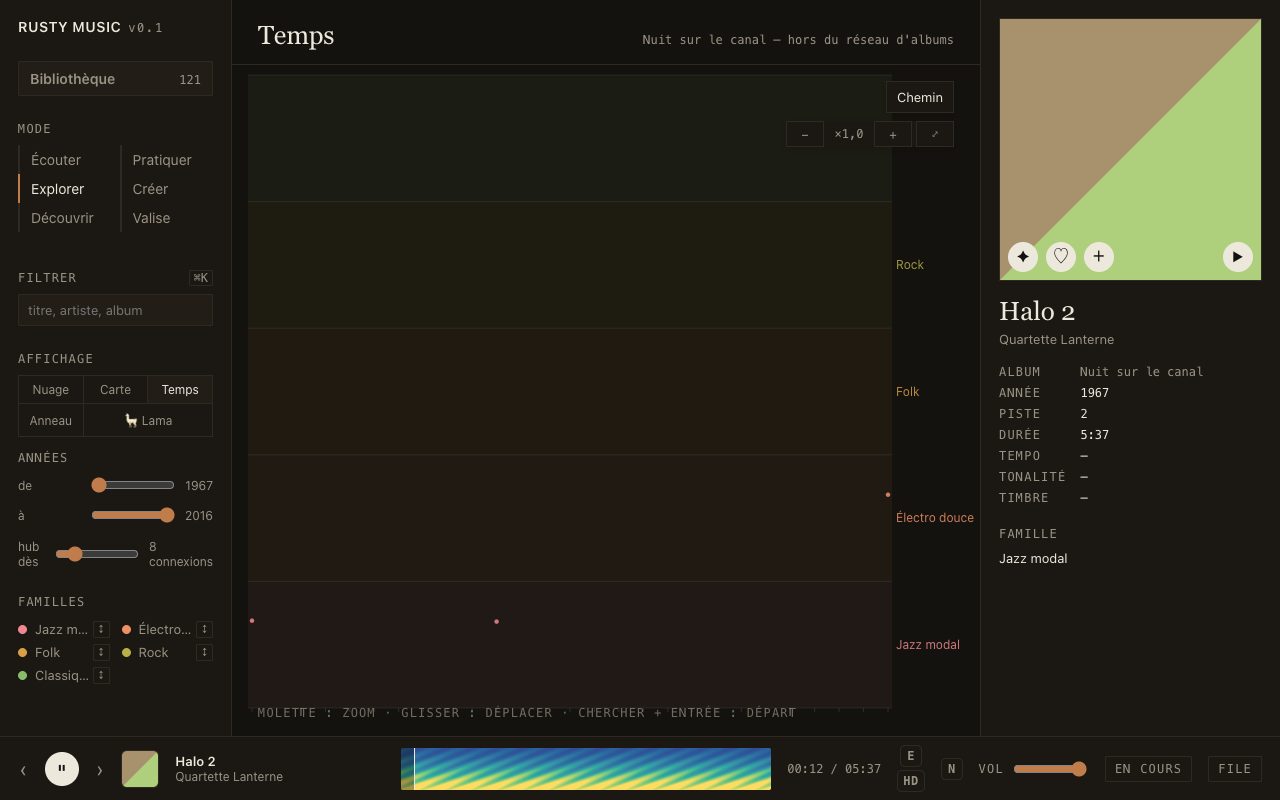 RUSTY MUSIC v0.1
Bibliothèque 121
MODE
Écouter Pratiquer
Explorer Créer
Découvrir Valise
FILTRER ⌘K
titre, artiste, album
AFFICHAGE
Nuage Carte Temps
Anneau 🦙 Lama
ANNÉES
de 1967
à 2016
hub dès 8 connexions
FAMILLES
Jazz m... ↕ Électro... ↕
Folk ↕ Rock ↕
Classiq... ↕
Temps
Nuit sur le canal — hors du réseau d'albums
Chemin
− ×1,0 + ⤢
Rock
Folk
Électro douce
Jazz modal
MOLETTE : ZOOM · GLISSER : DÉPLACER · CHERCHER + ENTRÉE : DÉPART
Halo 2
Quartette Lanterne
ALBUM Nuit sur le canal
ANNÉE 1967
PISTE 2
DURÉE 5:37
TEMPO —
TONALITÉ —
TIMBRE —
FAMILLE
Jazz modal
Halo 2
Quartette Lanterne
00:12 / 05:37
E
HD
N
VOL
EN COURS
FILE